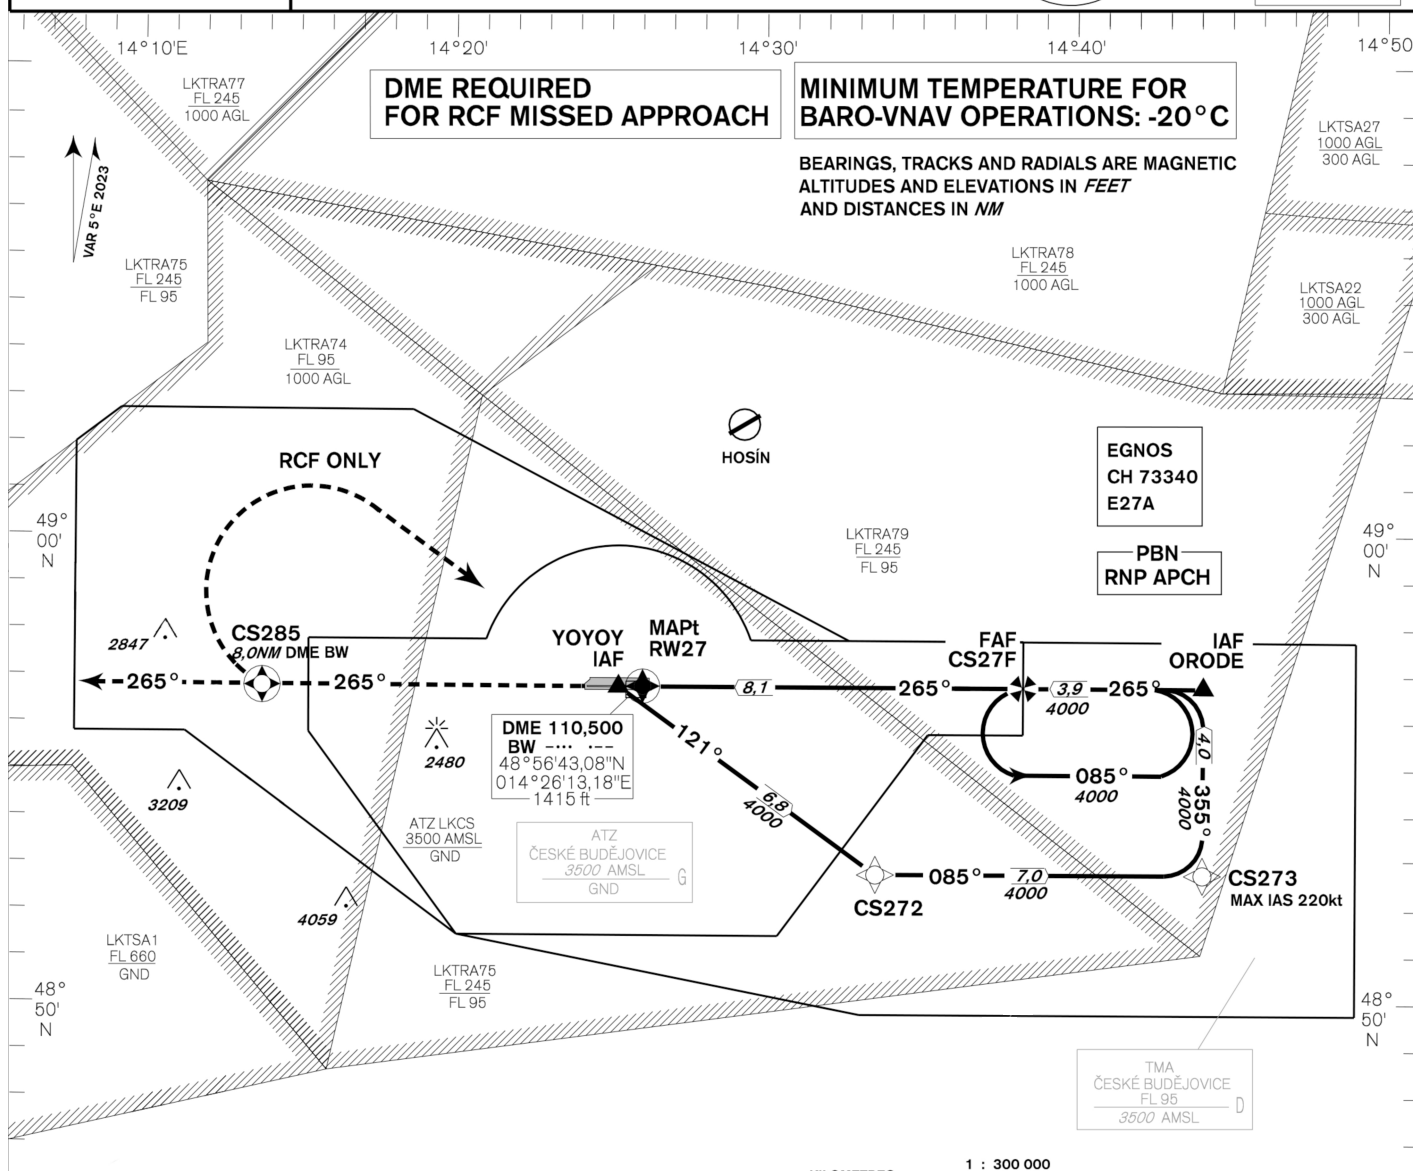 14°10'E
14°20'
14°30'
14°40'
14°50
LKTRA77
FL 245
1000 AGL
DME REQUIRED
FOR RCF MISSED APPROACH
MINIMUM TEMPERATURE FOR
BARO-VNAV OPERATIONS: -20°C
LKTSA27
1000 AGL
300 AGL
BEARINGS, TRACKS AND RADIALS ARE MAGNETIC
ALTITUDES AND ELEVATIONS IN FEET
AND DISTANCES IN NM
VAR 5°E 2023
LKTRA75
FL 245
FL 95
LKTRA78
FL 245
1000 AGL
LKTSA22
1000 AGL
300 AGL
LKTRA74
FL 95
1000 AGL
HOSÍN
RCF ONLY
EGNOS
CH 73340
E27A
49°
00'
N
LKTRA79
FL 245
FL 95
49°
00'
N
PBN
RNP APCH
2847
CS285
8,0NM DME BW
YOYOY
IAF
MAPt
RW27
FAF
CS27F
IAF
ORODE
265°
265°
8,1
265°
3,9
4000
265°
DME 110,500
BW -··· ·--
48°56'43,08"N
014°26'13,18"E
1415 ft
121°
4,0
2480
3209
085°
4000
355°
4000
6,8
4000
ATZ LKCS
3500 AMSL
GND
ATZ
ČESKÉ BUDĚJOVICE
3500 AMSL
GND
G
085°
7,0
4000
CS273
MAX IAS 220kt
CS272
4059
LKTSA1
FL 660
GND
LKTRA75
FL 245
FL 95
48°
50'
N
48°
50'
N
TMA
ČESKÉ BUDĚJOVICE
FL 95
3500 AMSL
D
1 : 300 000